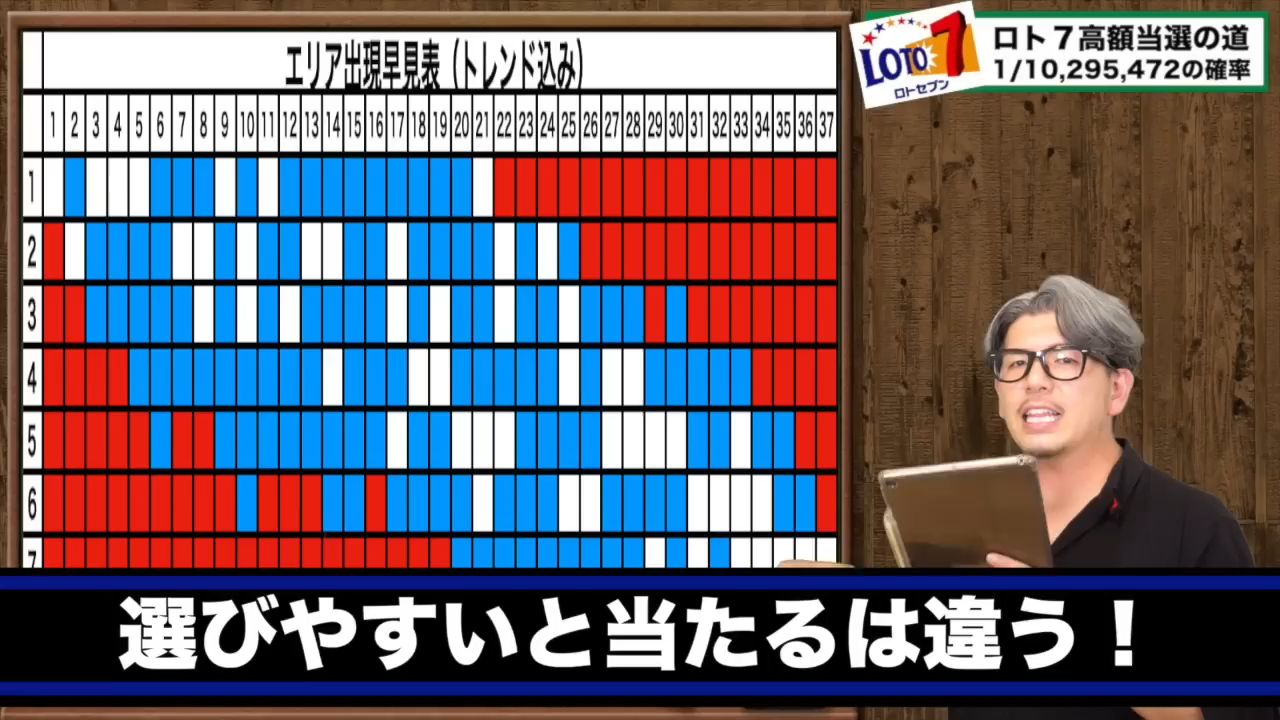 エリア出現早見表（トレンド込み）
1 2 3 4 5 6 7 8 9 10 11 12 13 14 15 16 17 18 19 20 21 22 23 24 25 26 27 28 29 30 31 32 33 34 35 36 37
1
2
3
4
5
6
7
LOTO 7
ロトセブン
ロト7高額当選の道
1/10,295,472の確率
選びやすいと当たるは違う！